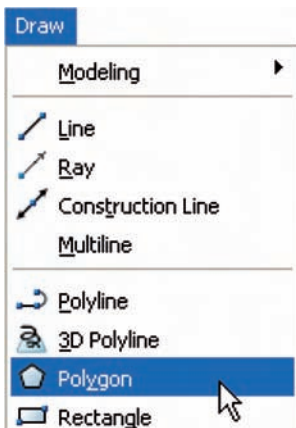 Draw
Modeling
Line
Ray
Construction Line
Multiline
Polyline
3D Polyline
Polygon
Rectangle